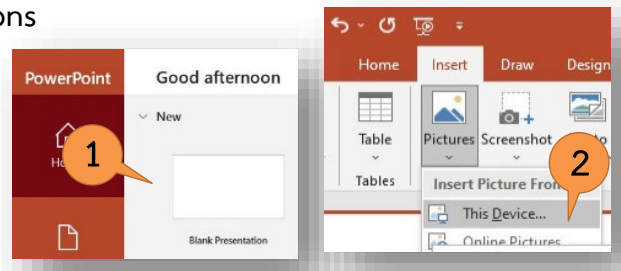 ons
PowerPoint
Good afternoon
New
1
Blank Presentation
Home Insert Draw Design
Table Pictures Screenshot
Tables
Insert Picture From
2
This Device...
Online Pictures